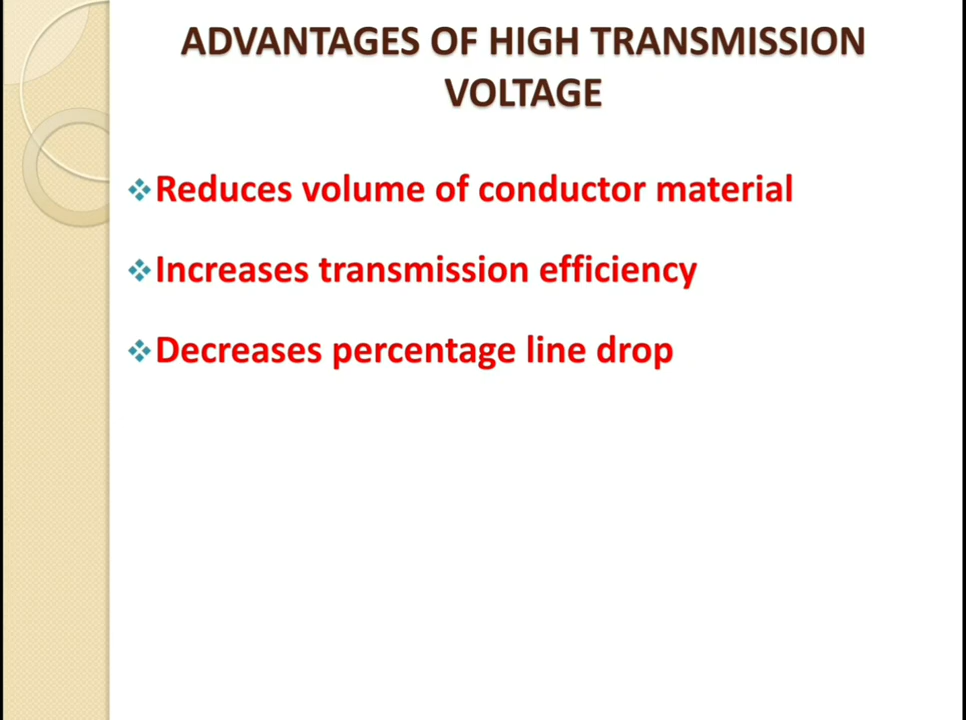 ADVANTAGES OF HIGH TRANSMISSION
VOLTAGE
Reduces volume of conductor material
Increases transmission efficiency
Decreases percentage line drop